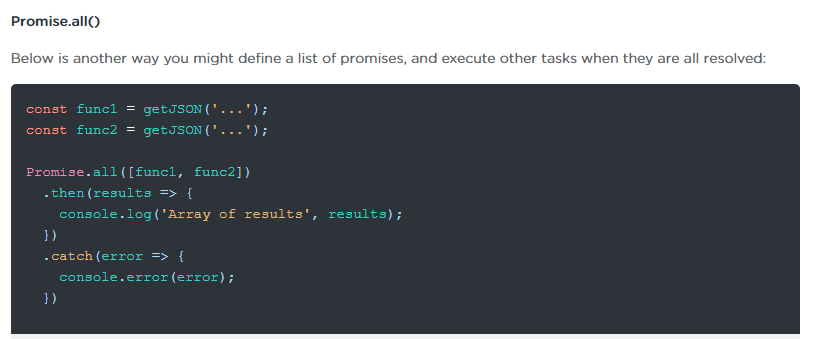 Promise.all()
Below is another way you might define a list of promises, and execute other tasks when they are all resolved:
const func1 = getJSON('...');
const func2 = getJSON('...');
Promise.all([func1, func2])
  .then(results => {
    console.log('Array of results', results);
  })
  .catch(error => {
    console.error(error);
  })